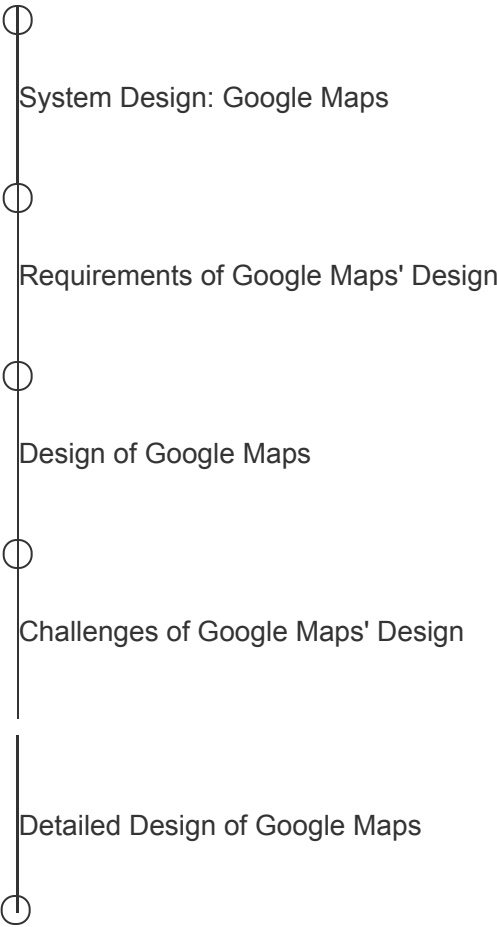 System Design: Google Maps
Requirements of Google Maps' Design
Design of Google Maps
Challenges of Google Maps' Design
Detailed Design of Google Maps